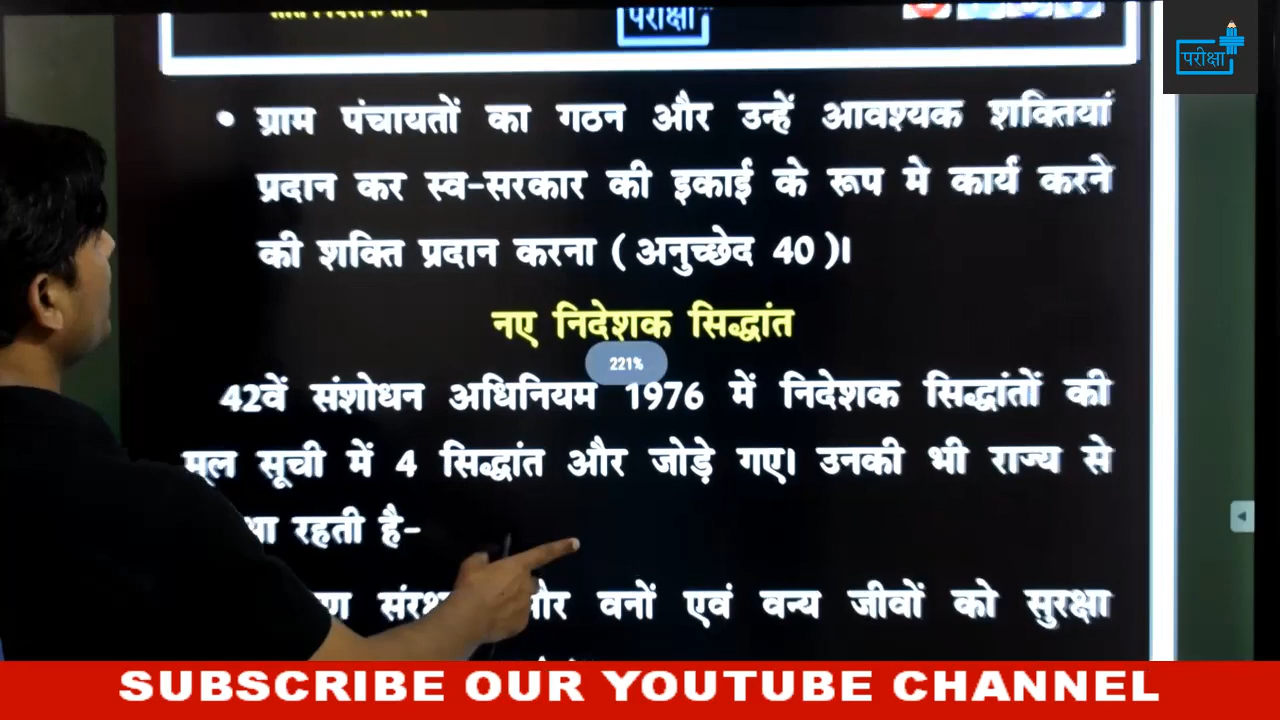 परीक्षा
परीक्षा
• ग्राम पंचायतों का गठन और उन्हें आवश्यक शक्तियां
प्रदान कर स्व-सरकार की इकाई के रूप मे कार्य करने
की शक्ति प्रदान करना ( अनुच्छेद 40 )।
नए निदेशक सिद्धांत
221%
42वें संशोधन अधिनियम 1976 में निदेशक सिद्धांतों की
मूल सूची में 4 सिद्धांत और जोड़े गए। उनकी भी राज्य से
रहती है-
और वनों एवं वन्य जीवों को सुरक्षा
SUBSCRIBE OUR YOUTUBE CHANNEL